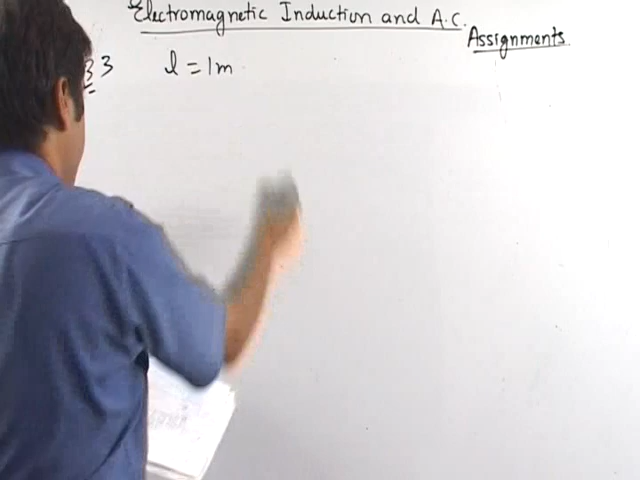 Electromagnetic Induction and A.C.
Assignments
33 l = 1m